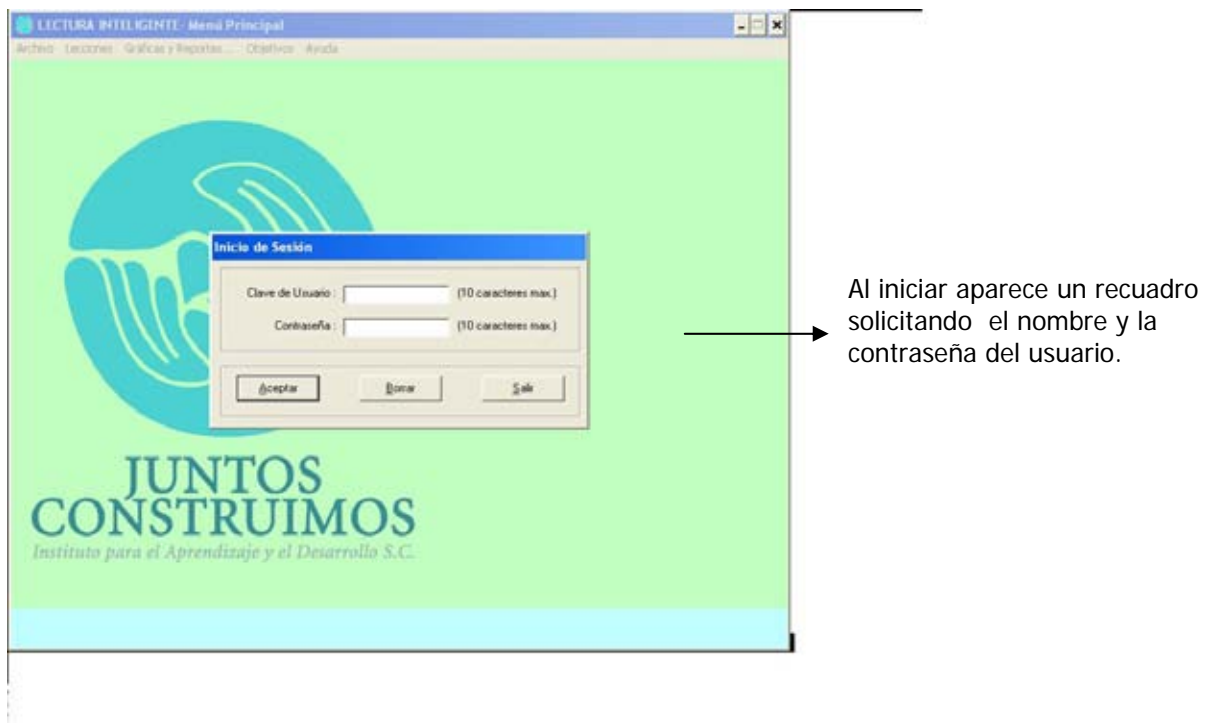 LECTURA INTELIGENTE- Menú Principal
Archivo Lecciones Gráficas y Reportes... Objetivos Ayuda
Inicio de Sesión
Clave de Usuario : (10 caracteres max.)
Contraseña : (10 caracteres max.)
Aceptar Borrar Salir
JUNTOS
CONSTRUIMOS
Instituto para el Aprendizaje y el Desarrollo S.C.
Al iniciar aparece un recuadro
solicitando el nombre y la
contraseña del usuario.